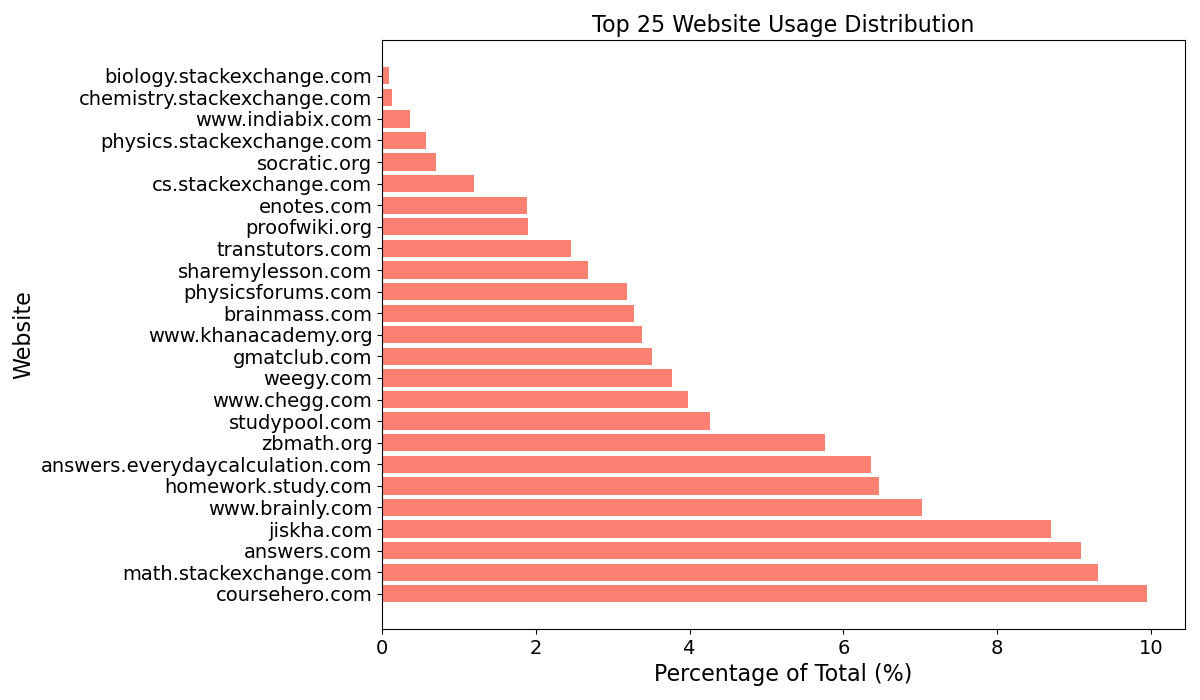 Top 25 Website Usage Distribution
Website
biology.stackexchange.com
chemistry.stackexchange.com
www.indiabix.com
physics.stackexchange.com
socratic.org
cs.stackexchange.com
enotes.com
proofwiki.org
transtutors.com
sharemylesson.com
physicsforums.com
brainmass.com
www.khanacademy.org
gmatclub.com
weegy.com
www.chegg.com
studypool.com
zbmath.org
answers.everydaycalculation.com
homework.study.com
www.brainly.com
jiskha.com
answers.com
math.stackexchange.com
coursehero.com
0 2 4 6 8 10
Percentage of Total (%)